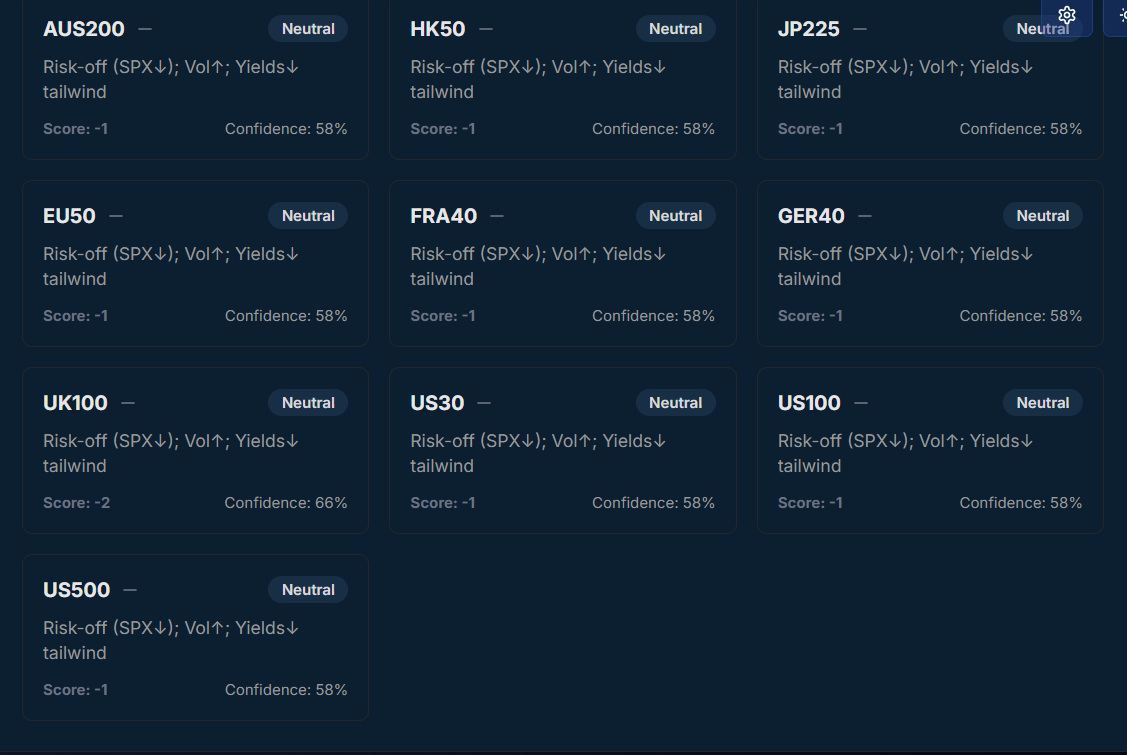 AUS200 — Neutral
Risk-off (SPX↓); Vol↑; Yields↓
tailwind
Score: -1 Confidence: 58%
HK50 — Neutral
Risk-off (SPX↓); Vol↑; Yields↓
tailwind
Score: -1 Confidence: 58%
JP225 — Neutral
Risk-off (SPX↓); Vol↑; Yields↓
tailwind
Score: -1 Confidence: 58%
EU50 — Neutral
Risk-off (SPX↓); Vol↑; Yields↓
tailwind
Score: -1 Confidence: 58%
FRA40 — Neutral
Risk-off (SPX↓); Vol↑; Yields↓
tailwind
Score: -1 Confidence: 58%
GER40 — Neutral
Risk-off (SPX↓); Vol↑; Yields↓
tailwind
Score: -1 Confidence: 58%
UK100 — Neutral
Risk-off (SPX↓); Vol↑; Yields↓
tailwind
Score: -2 Confidence: 66%
US30 — Neutral
Risk-off (SPX↓); Vol↑; Yields↓
tailwind
Score: -1 Confidence: 58%
US100 — Neutral
Risk-off (SPX↓); Vol↑; Yields↓
tailwind
Score: -1 Confidence: 58%
US500 — Neutral
Risk-off (SPX↓); Vol↑; Yields↓
tailwind
Score: -1 Confidence: 58%